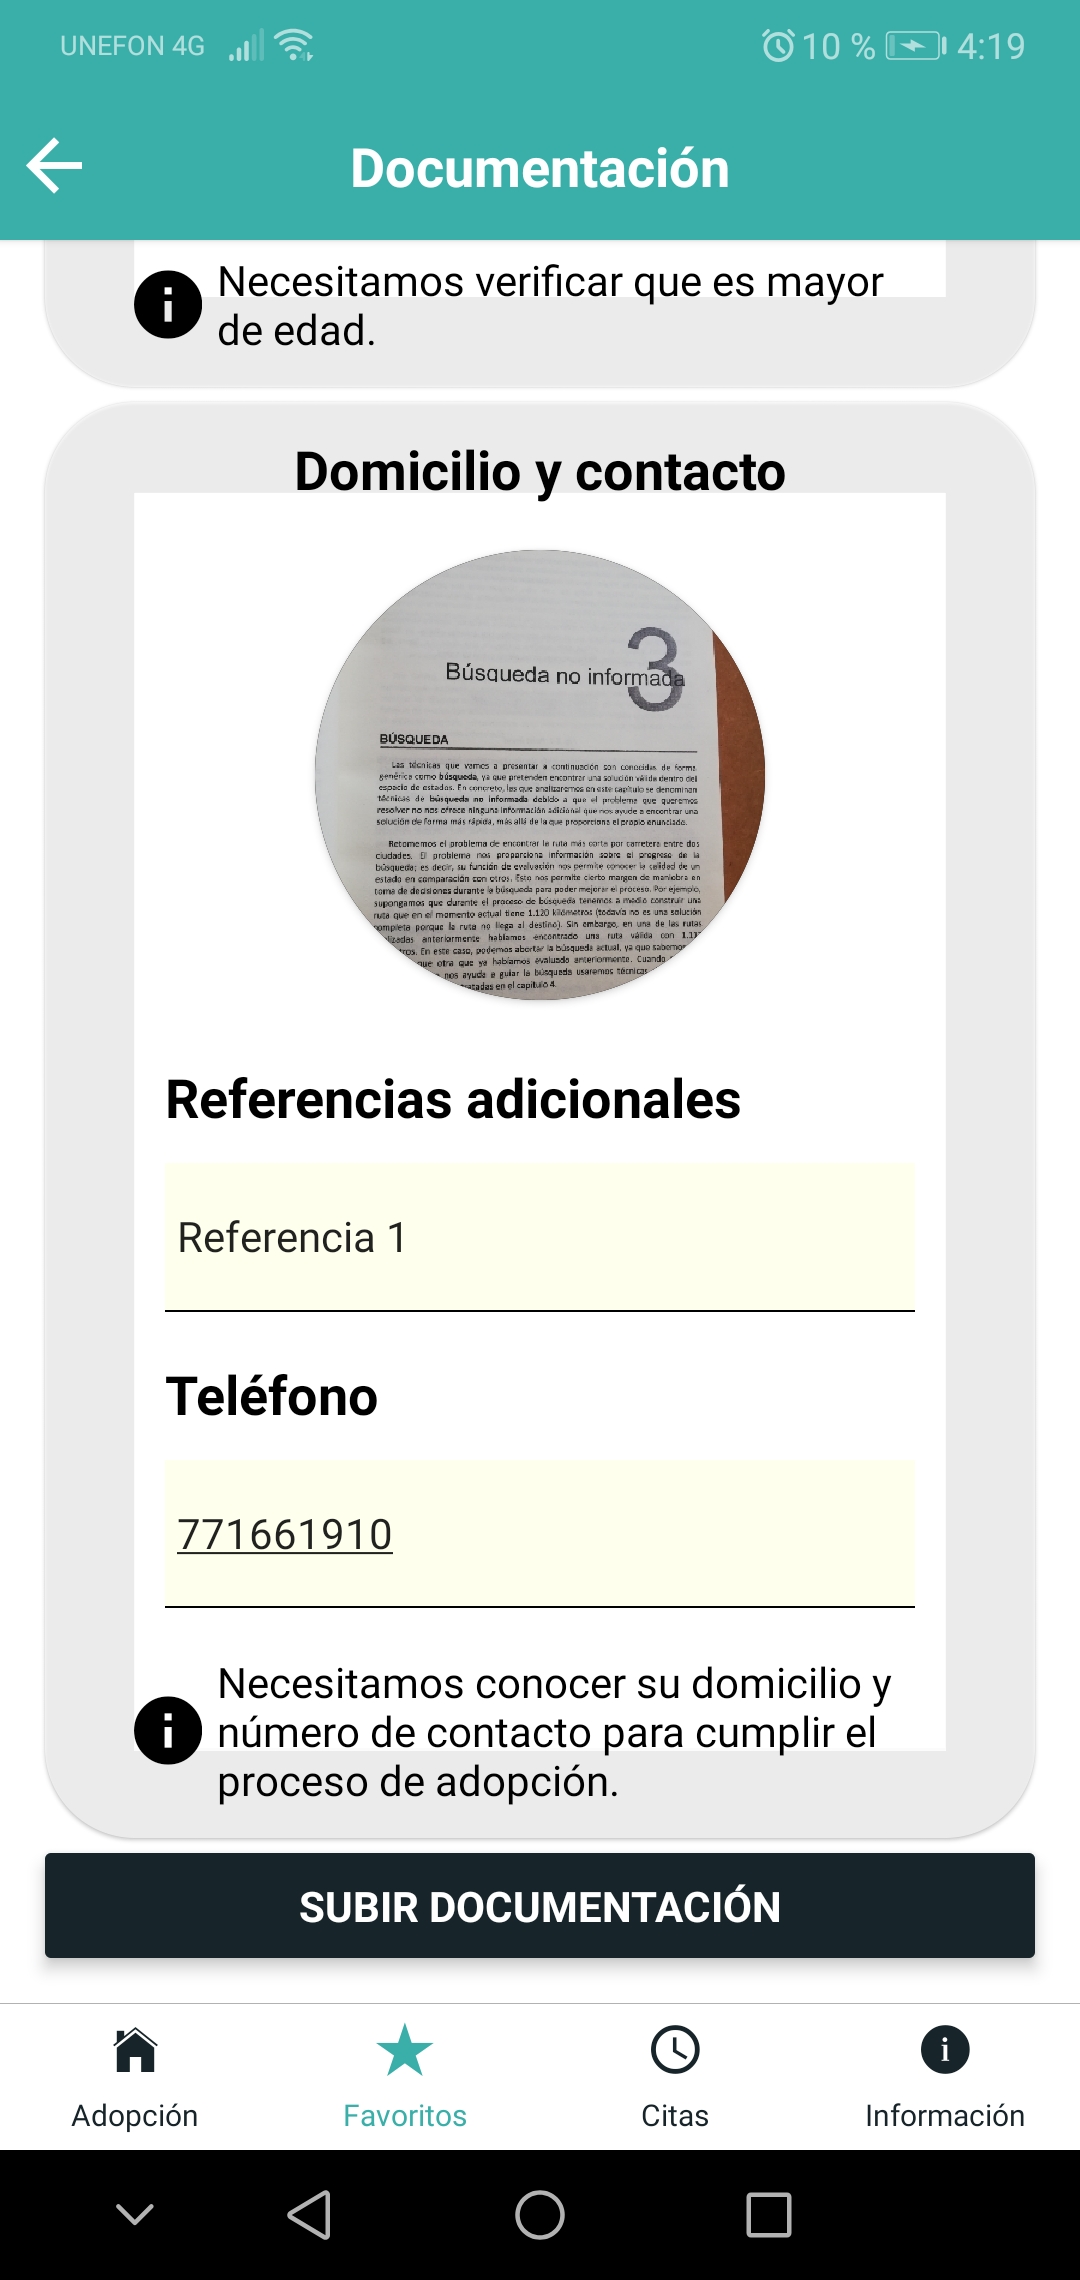 UNEFON 4G
10 %
4:19
Documentación
Necesitamos verificar que es mayor
de edad.
Domicilio y contacto
3
Búsqueda no informada
BÚSQUEDA
Las técnicas que vamos a presentar a continuación son conocidas de forma
genérica como búsqueda, ya que pretenden encontrar una solución válida dentro del
espacio de estados. En concreto, las que analizaremos en este capítulo se denominan
técnicas de búsqueda no informada debido a que el problema que queremos
resolver no nos ofrece ninguna información adicional que nos ayude a encontrar una
solución de forma más rápida, más allá de la que proporciona el propio enunciado.
Retomemos el problema de encontrar la ruta más corta por carretera entre dos
ciudades. El problema nos proporciona información sobre el progreso de la
búsqueda; es decir, su función de evaluación nos permite conocer la calidad de un
estado en comparación con otros. Esto nos permite cierto margen de maniobra en
toma de decisiones durante la búsqueda para poder mejorar el proceso. Por ejemplo,
supongamos que durante el proceso de búsqueda tenemos a medio construir una
ruta que en el momento actual tiene 1.120 kilómetros (todavía no es una solución
ompleta porque la ruta no llega al destino). Sin embargo, en una de las rutas
lizadas anteriormente habíamos encontrado una ruta válida con
tros. En este caso, podemos abortar la búsqueda actual, ya que sabemos
que otra que ya habíamos evaluado anteriormente. Cuando
nos ayude a guiar la búsqueda usaremos técnicas
tratadas en el capítulo 4.
Referencias adicionales
Referencia 1
Teléfono
771661910
Necesitamos conocer su domicilio y
número de contacto para cumplir el
proceso de adopción.
SUBIR DOCUMENTACIÓN
Adopción
Favoritos
Citas
Información